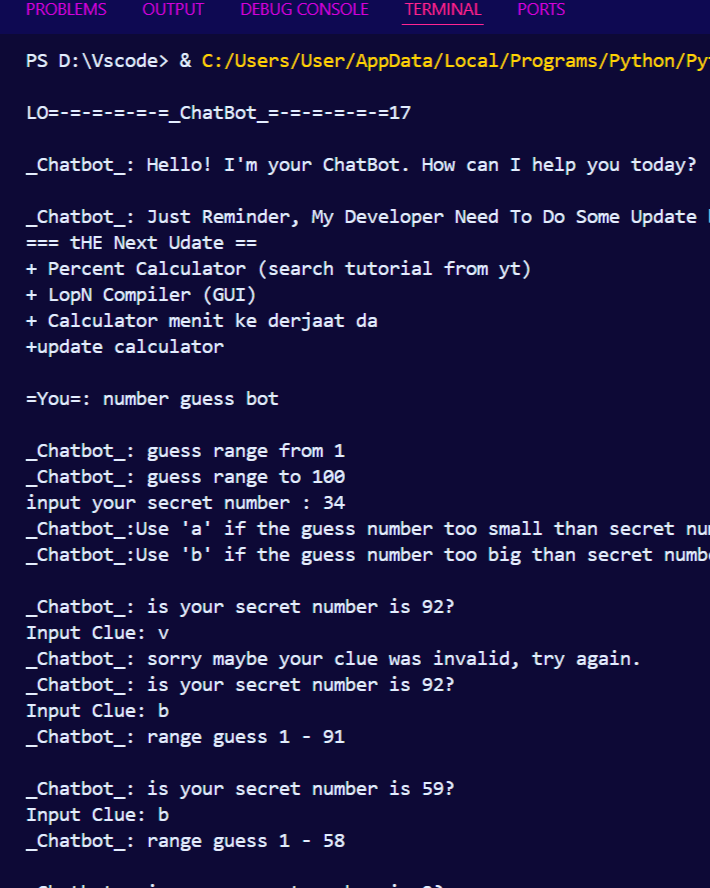 PROBLEMS OUTPUT DEBUG CONSOLE TERMINAL PORTS
PS D:\Vscode> & C:/Users/User/AppData/Local/Programs/Python/Py
LO=-=-=-=-=-=_ChatBot_=-=-=-=-=-=17
_Chatbot_: Hello! I'm your ChatBot. How can I help you today?
_Chatbot_: Just Reminder, My Developer Need To Do Some Update
=== tHE Next Udate ==
+ Percent Calculator (search tutorial from yt)
+ LopN Compiler (GUI)
+ Calculator menit ke derjaat da
+update calculator
=You=: number guess bot
_Chatbot_: guess range from 1
_Chatbot_: guess range to 100
input your secret number : 34
_Chatbot_:Use 'a' if the guess number too small than secret num
_Chatbot_:Use 'b' if the guess number too big than secret numbe
_Chatbot_: is your secret number is 92?
Input Clue: v
_Chatbot_: sorry maybe your clue was invalid, try again.
_Chatbot_: is your secret number is 92?
Input Clue: b
_Chatbot_: range guess 1 - 91
_Chatbot_: is your secret number is 59?
Input Clue: b
_Chatbot_: range guess 1 - 58